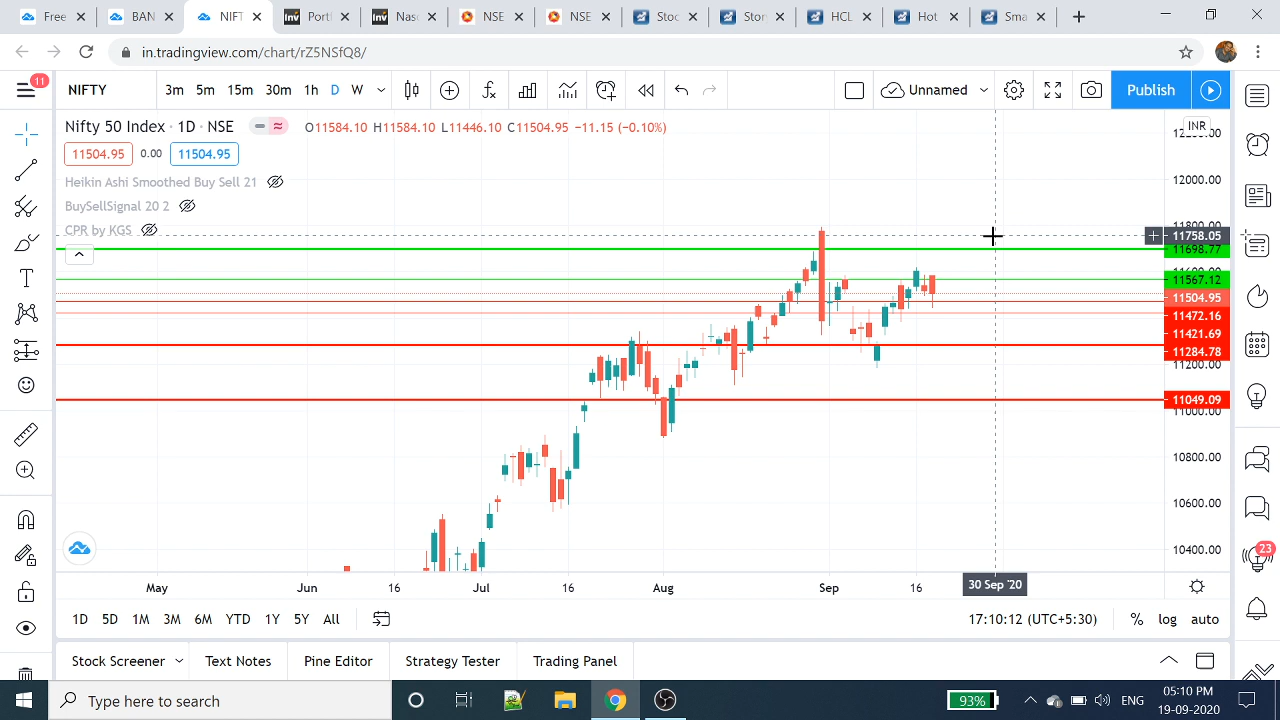 Free
BAN
NIFT
Port
Nas
NSE
NSE
Stoc
Stor
HCL
Hot
Sma
in.tradingview.com/chart/rZ5NSfQ8/
11
NIFTY
3m 5m 15m 30m 1h D W
Unnamed
Publish
Nifty 50 Index · 1D · NSE
O11584.10 H11584.10 L11446.10 C11504.95 −11.15 (−0.10%)
INR
11504.95 0.00 11504.95
Heikin Ashi Smoothed Buy Sell 21
BuySellSignal 20 2
CPR by KGS
12000.00
11758.05
11698.77
11567.12
11504.95
11472.16
11421.69
11284.78
11200.00
11049.09
11000.00
10800.00
10600.00
10400.00
May Jun 16 Jul 16 Aug Sep 16 30 Sep '20
1D 5D 1M 3M 6M YTD 1Y 5Y All
17:10:12 (UTC+5:30) % log auto
23
Stock Screener Text Notes Pine Editor Strategy Tester Trading Panel
Type here to search
93%
ENG
05:10 PM
19-09-2020